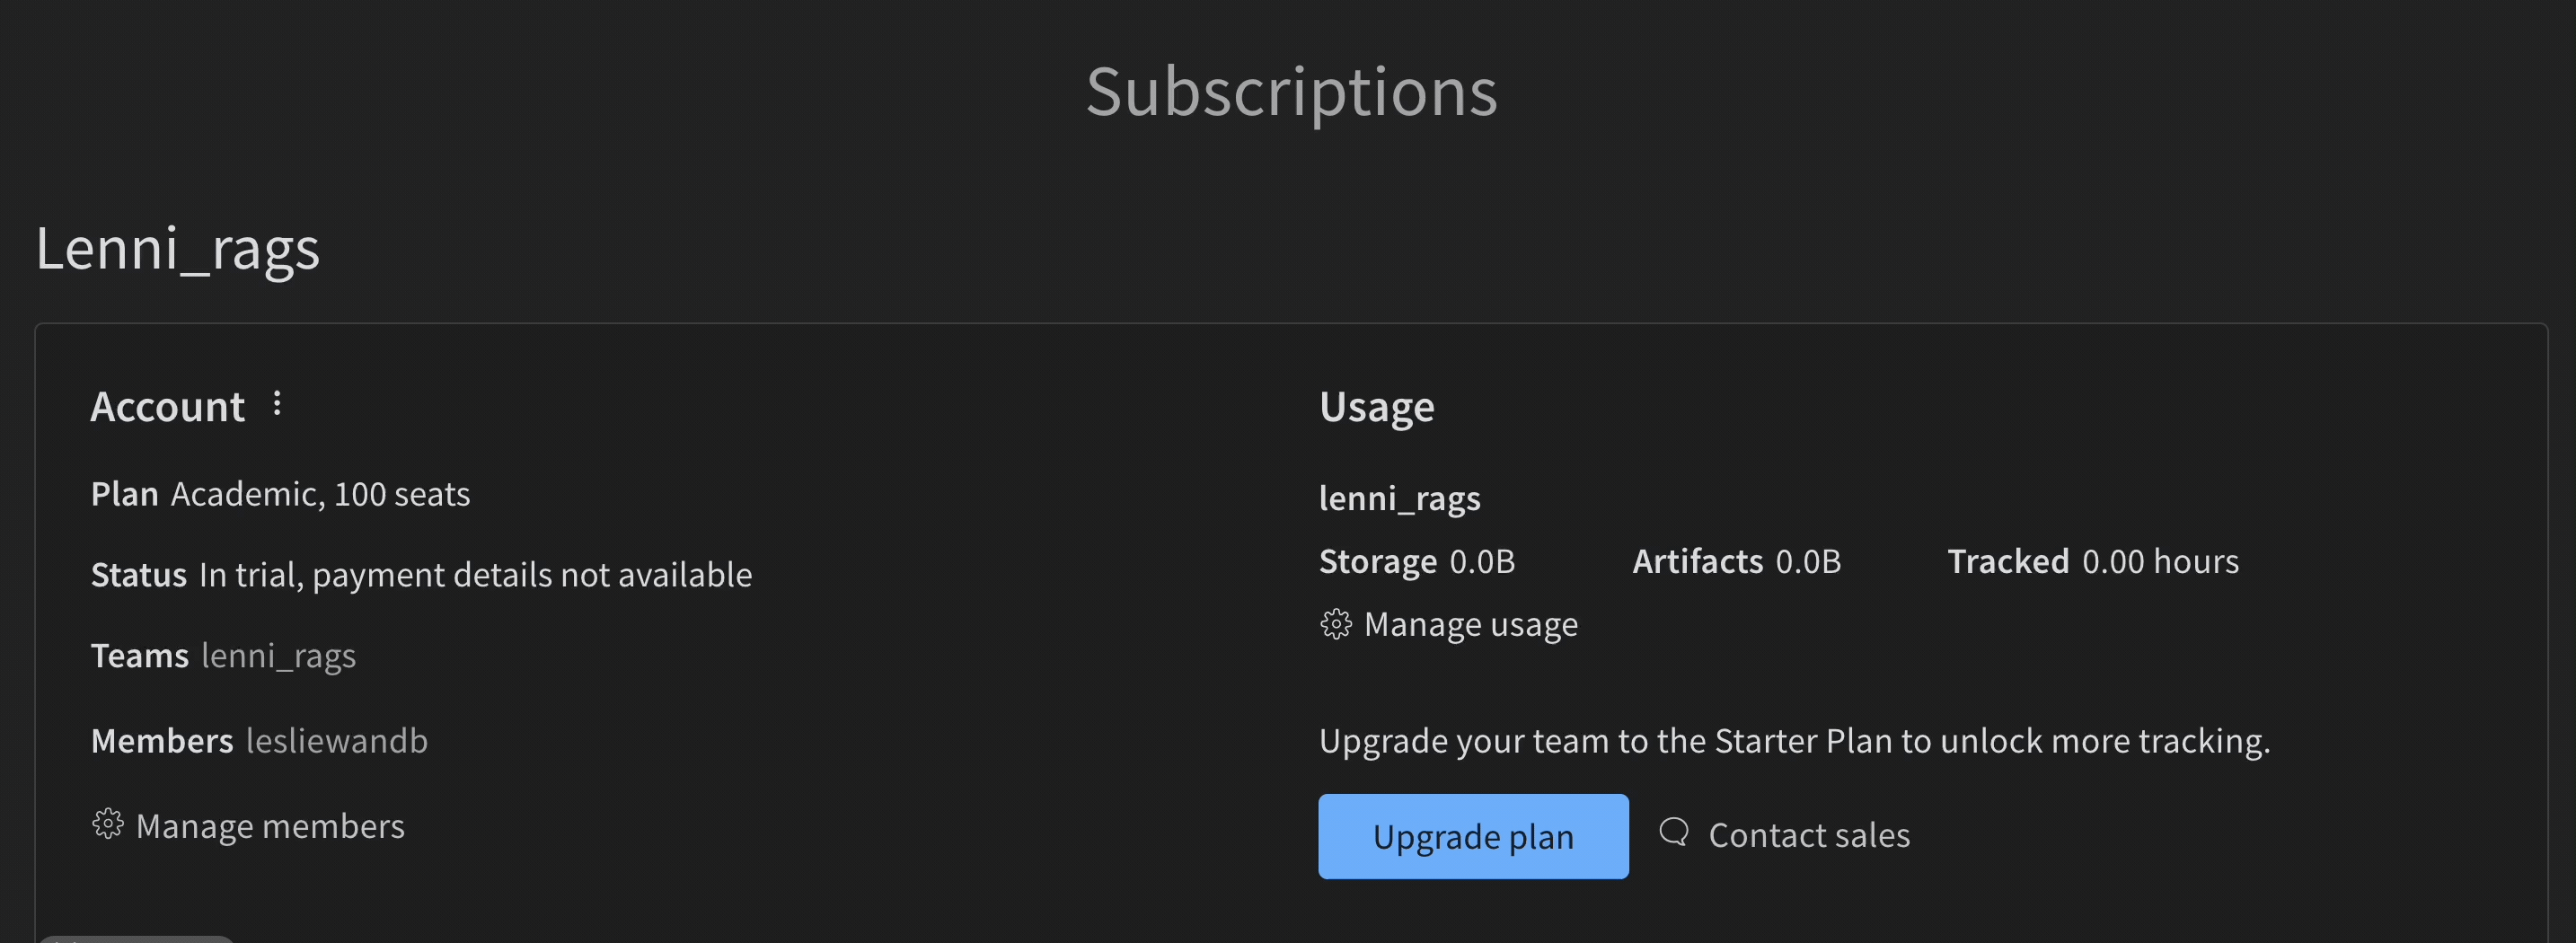 Subscriptions
Lenni_rags
Account
Plan Academic, 100 seats
Status In trial, payment details not available
Teams lenni_rags
Members lesliewandb
Manage members
Usage
lenni_rags
Storage 0.0B Artifacts 0.0B Tracked 0.00 hours
Manage usage
Upgrade your team to the Starter Plan to unlock more tracking.
Upgrade plan
Contact sales